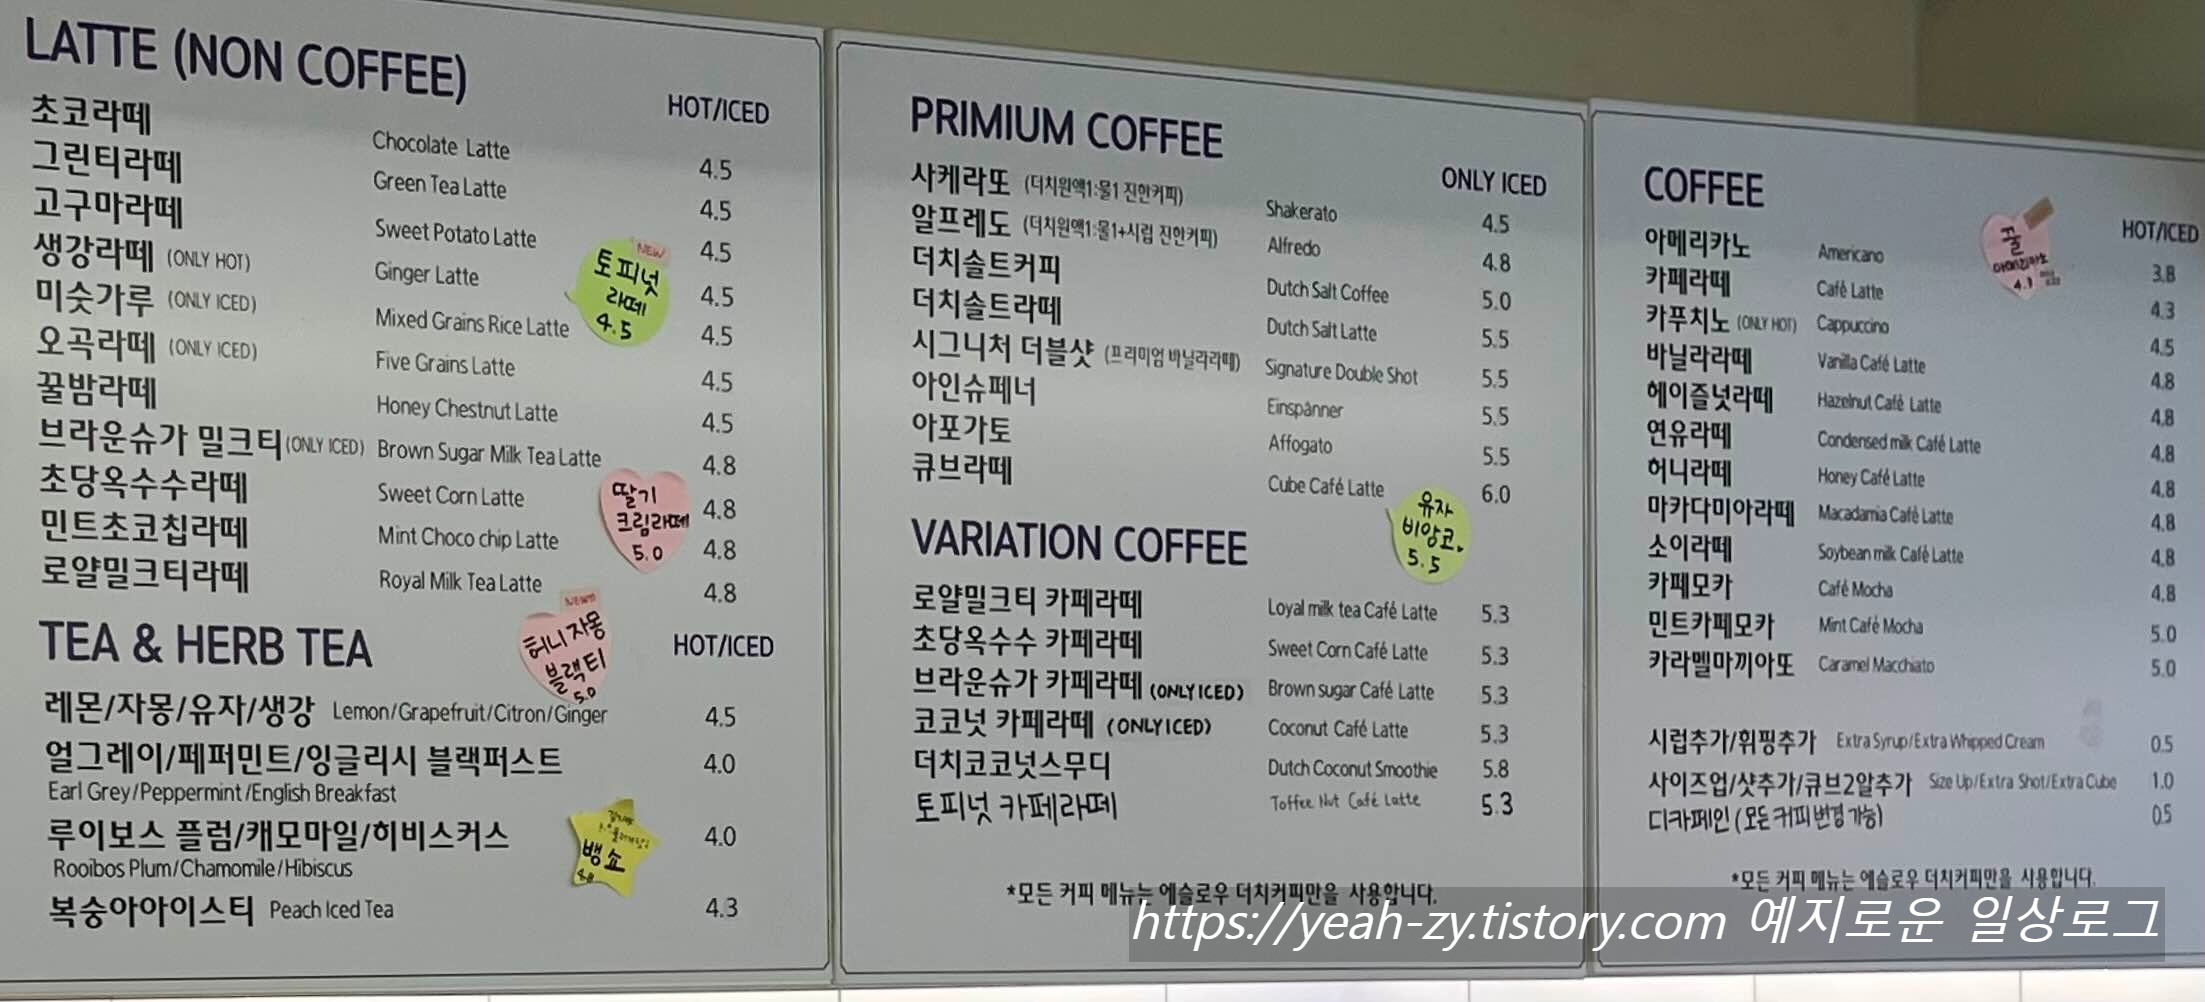 LATTE (NON COFFEE)
HOT/ICED
초코라떼 Chocolate Latte 4.5
그린티라떼 Green Tea Latte 4.5
고구마라떼 Sweet Potato Latte 4.5
생강라떼 (ONLY HOT) Ginger Latte 4.5
미숫가루 (ONLY ICED) Mixed Grains Rice Latte 4.5
오곡라떼 (ONLY ICED) Five Grains Latte 4.5
꿀밤라떼 Honey Chestnut Latte 4.5
브라운슈가 밀크티(ONLY ICED) Brown Sugar Milk Tea Latte 4.8
초당옥수수라떼 Sweet Corn Latte 4.8
민트초코칩라떼 Mint Choco chip Latte 4.8
로얄밀크티라떼 Royal Milk Tea Latte 4.8
NEW
토피넛
라떼
4.5
딸기
크림라떼
5.0
NEW!!
허니자몽
블랙티
5.0
TEA & HERB TEA
HOT/ICED
레몬/자몽/유자/생강 Lemon/Grapefruit/Citron/Ginger 4.5
얼그레이/페퍼민트/잉글리시 블랙퍼스트 4.0
Earl Grey/Peppermint/English Breakfast
루이보스 플럼/캐모마일/히비스커스 4.0
Rooibos Plum/Chamomile/Hibiscus
복숭아아이스티 Peach Iced Tea 4.3
뱅쇼
4.8
PRIMIUM COFFEE
ONLY ICED
사케라또 (더치원액1:물1 진한커피) Shakerato 4.5
알프레도 (더치원액1:물1+시럽 진한커피) Alfredo 4.8
더치솔트커피 Dutch Salt Coffee 5.0
더치솔트라떼 Dutch Salt Latte 5.5
시그니처 더블샷 (프리미엄 바닐라라떼) Signature Double Shot 5.5
아인슈페너 Einspänner 5.5
아포가토 Affogato 5.5
큐브라떼 Cube Café Latte 6.0
유자
비앙코
5.5
VARIATION COFFEE
로얄밀크티 카페라떼 Loyal milk tea Café Latte 5.3
초당옥수수 카페라떼 Sweet Corn Café Latte 5.3
브라운슈가 카페라떼 (ONLY ICED) Brown sugar Café Latte 5.3
코코넛 카페라떼 (ONLY ICED) Coconut Café Latte 5.3
더치코코넛스무디 Dutch Coconut Smoothie 5.8
토피넛 카페라떼 Toffee Nut Café Latte 5.3
*모든 커피 메뉴는 에슬로우 더치커피만을 사용합니다.
COFFEE
HOT/ICED
아메리카노 Americano 3.8
카페라떼 Café Latte 4.3
카푸치노 (ONLY HOT) Cappuccino 4.5
바닐라라떼 Vanilla Café Latte 4.8
헤이즐넛라떼 Hazelnut Café Latte 4.8
연유라떼 Condensed milk Café Latte 4.8
허니라떼 Honey Café Latte 4.8
마카다미아라떼 Macadamia Café Latte 4.8
소이라떼 Soybean milk Café Latte 4.8
카페모카 Café Mocha 4.8
민트카페모카 Mint Café Mocha 5.0
카라멜마끼아또 Caramel Macchiato 5.0
아메리카노
4.1
시럽추가/휘핑추가 Extra Syrup/Extra Whipped Cream 0.5
사이즈업/샷추가/큐브2알추가 Size Up/Extra Shot/Extra Cube 1.0
디카페인 (모든커피변경 가능) 0.5
*모든 커피 메뉴는 에슬로우 더치커피만을 사용합니다.
https://yeah-zy.tistory.com 예지로운 일상로그